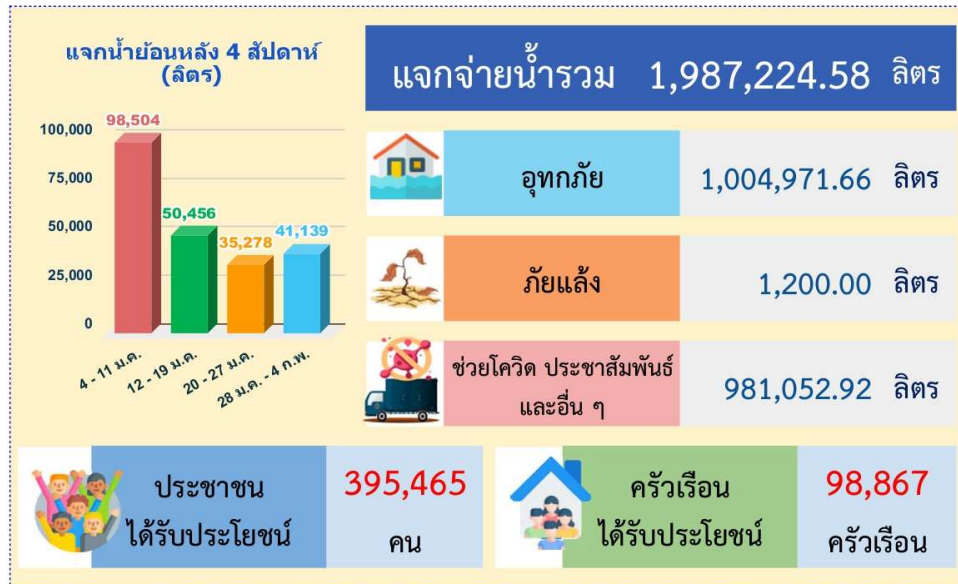 แจกน้ำย้อนหลัง 4 สัปดาห์
(ลิตร)
100,000
75,000
50,000
25,000
0
98,504
50,456
35,278
41,139
4 - 11 ม.ค.
12 - 19 ม.ค.
20 - 27 ม.ค.
28 ม.ค. - 4 ก.พ.
แจกจ่ายน้ำรวม 1,987,224.58 ลิตร
อุทกภัย 1,004,971.66 ลิตร
ภัยแล้ง 1,200.00 ลิตร
ช่วยโควิด ประชาสัมพันธ์
และอื่น ๆ
981,052.92 ลิตร
ประชาชน
ได้รับประโยชน์
395,465
คน
ครัวเรือน
ได้รับประโยชน์
98,867
ครัวเรือน